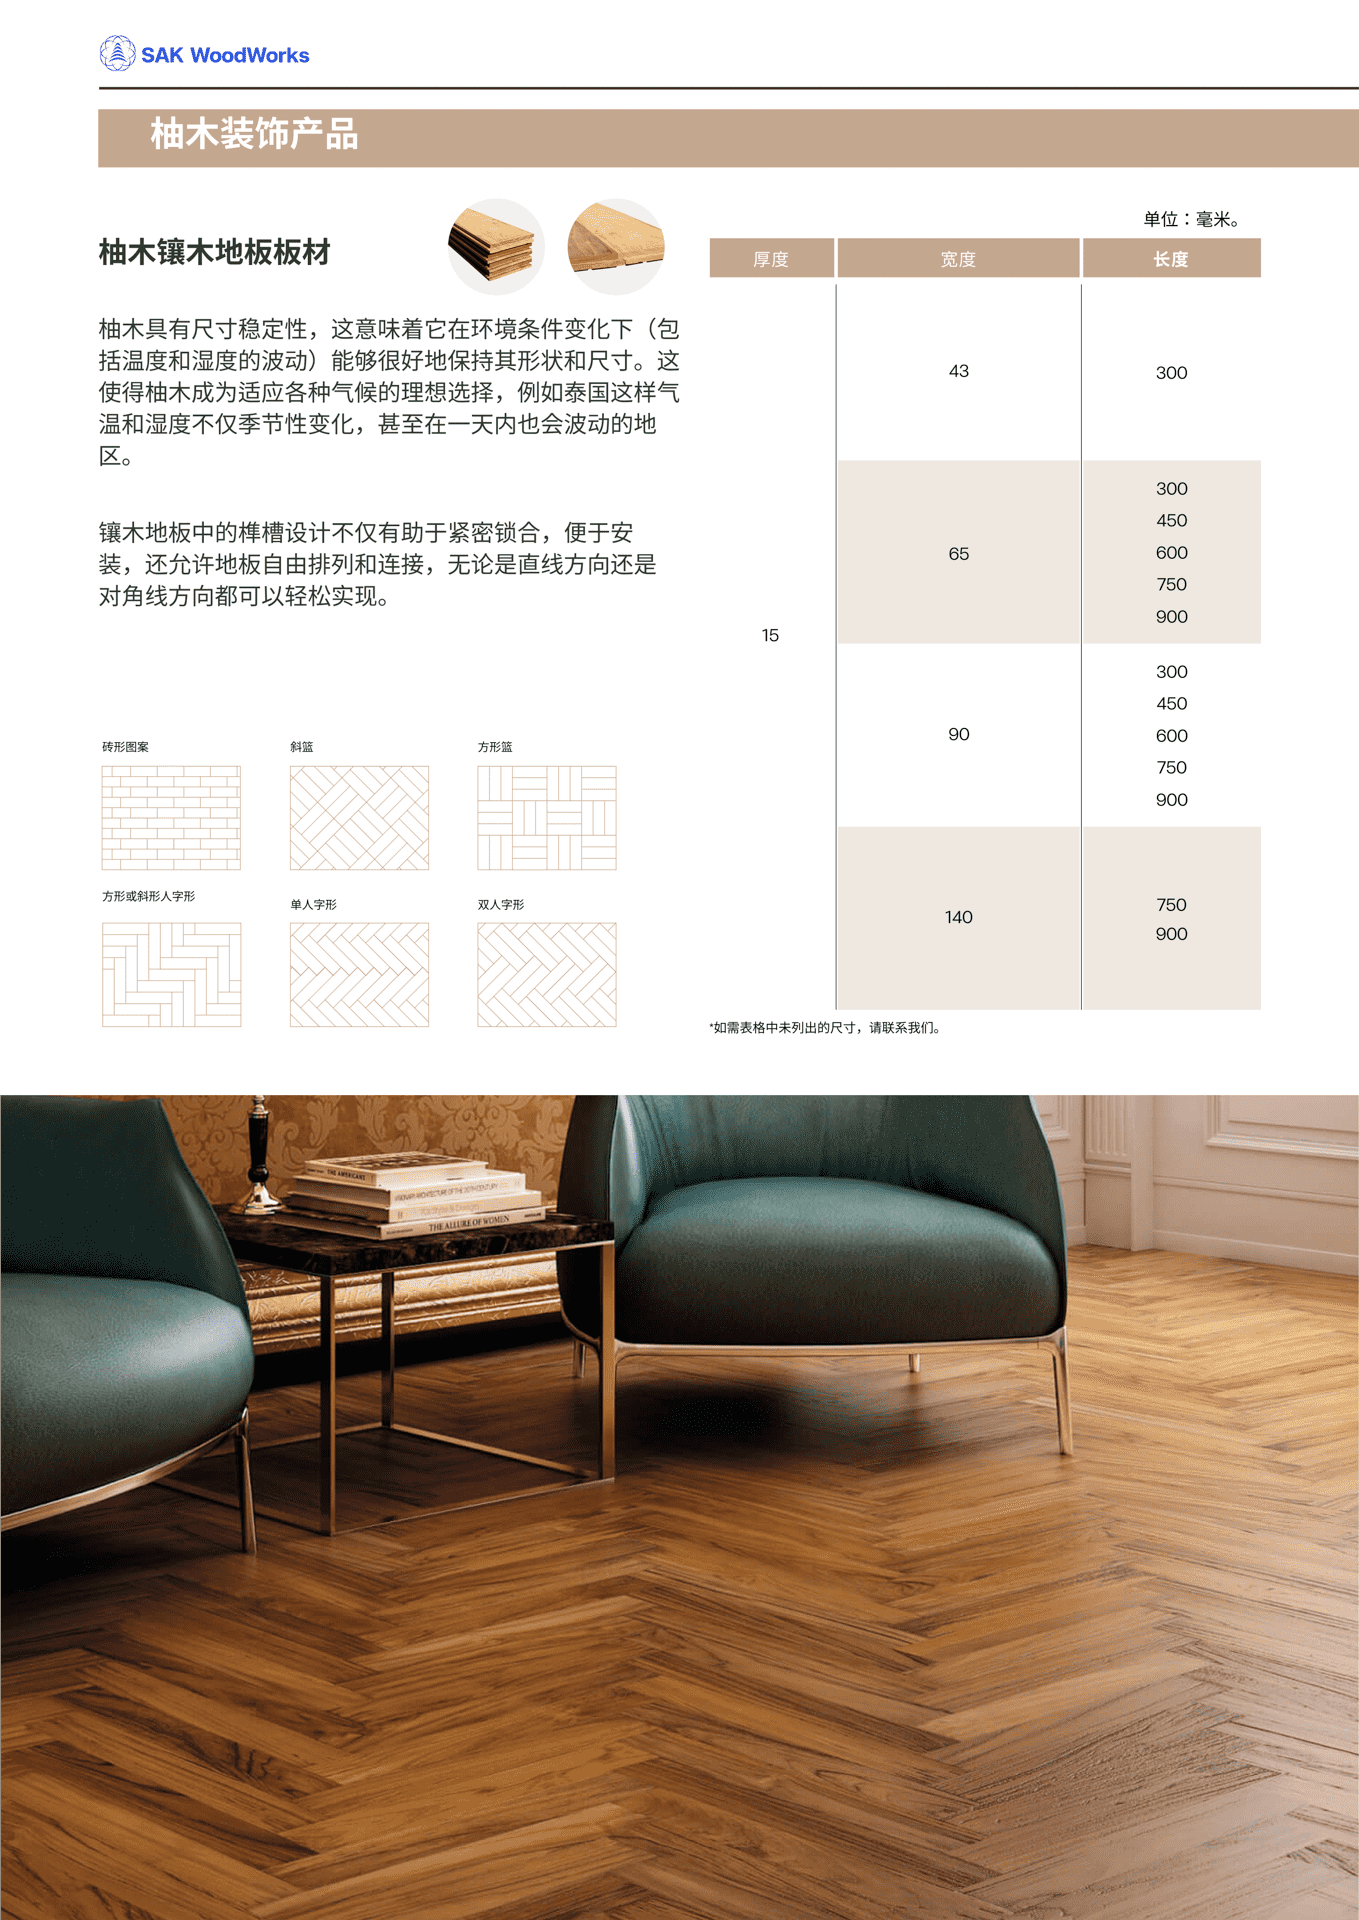 SAK WoodWorks
柚木装饰产品
柚木镶木地板板材
柚木具有尺寸稳定性，这意味着它在环境条件变化下（包
括温度和湿度的波动）能够很好地保持其形状和尺寸。这
使得柚木成为适应各种气候的理想选择，例如泰国这样气
温和湿度不仅季节性变化，甚至在一天内也会波动的地
区。
镶木地板中的榫槽设计不仅有助于紧密锁合，便于安
装，还允许地板自由排列和连接，无论是直线方向还是
对角线方向都可以轻松实现。
砖形图案
斜篮
方形篮
方形或斜形人字形
单人字形
双人字形
单位：毫米。
厚度 宽度 长度
15
43
300
65
300
450
600
750
900
90
300
450
600
750
900
140
750
900
*如需表格中未列出的尺寸，请联系我们。
THE AMERICANS
THE ALLURE OF WOMEN